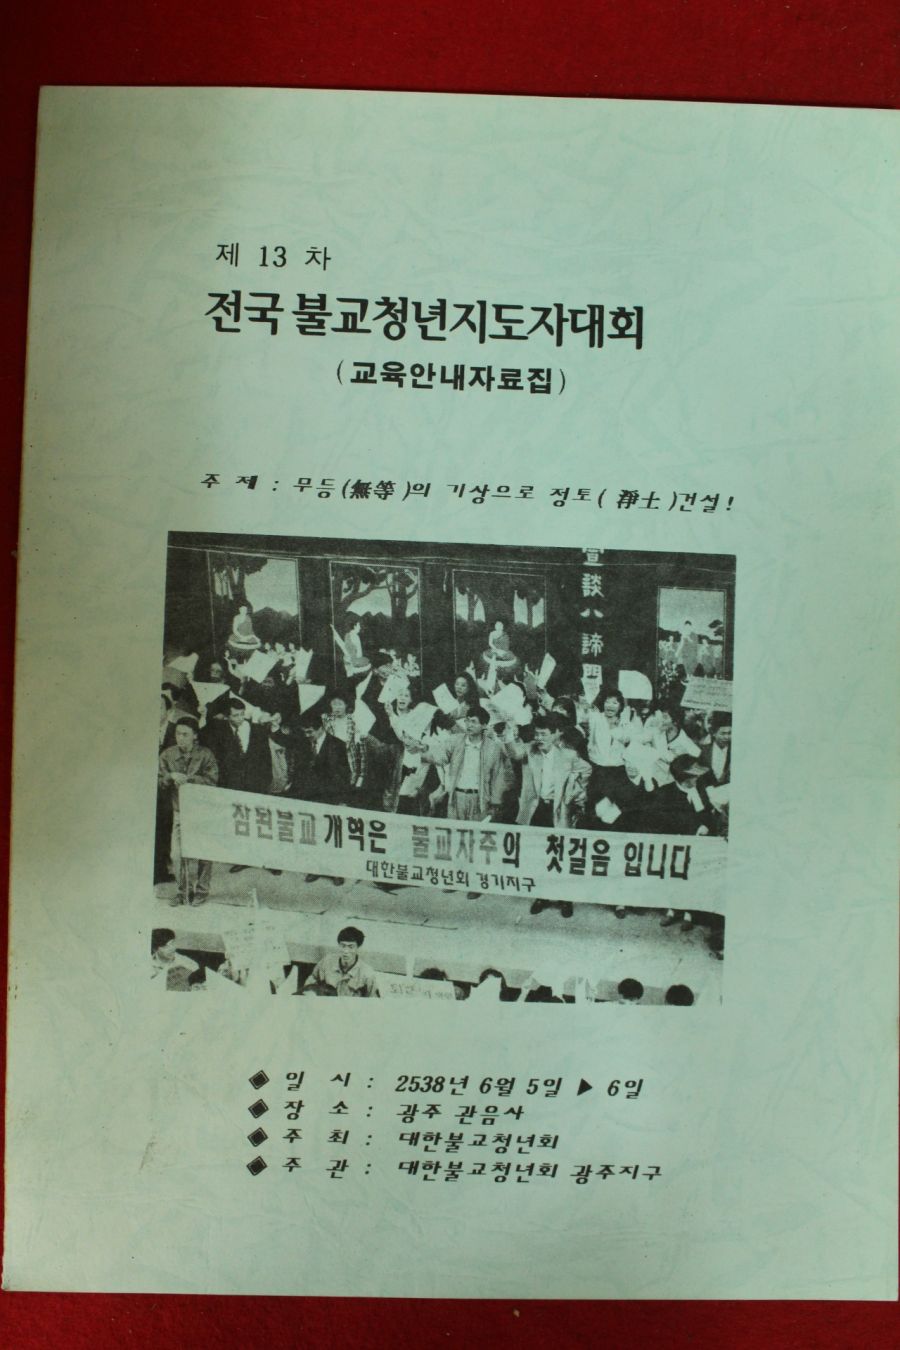 제 13 차
전국 불교청년지도자대회
(교육안내자료집)
주 제 : 무등(無等)의 기상으로 정토(淨土)건설!
談八諦門
참된불교개혁은 불교자주의 첫걸음 입니다
대한불교청년회 경기지구
◈ 일 시 : 2538년 6월 5일 ▶ 6일
◈ 장 소 : 광주 관음사
◈ 주 최 : 대한불교청년회
◈ 주 관 : 대한불교청년회 광주지구